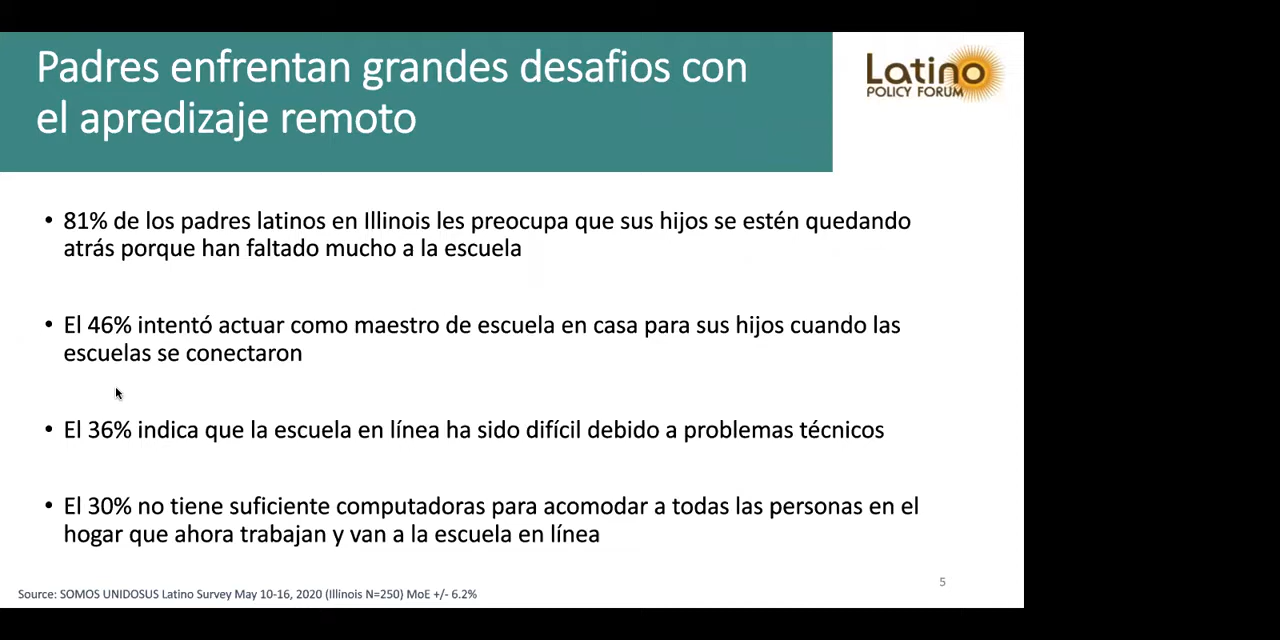 Padres enfrentan grandes desafios con
el apredizaje remoto
Latino
POLICY FORUM
• 81% de los padres latinos en Illinois les preocupa que sus hijos se estén quedando
atrás porque han faltado mucho a la escuela
• El 46% intentó actuar como maestro de escuela en casa para sus hijos cuando las
escuelas se conectaron
• El 36% indica que la escuela en línea ha sido difícil debido a problemas técnicos
• El 30% no tiene suficiente computadoras para acomodar a todas las personas en el
hogar que ahora trabajan y van a la escuela en línea
5
Source: SOMOS UNIDOSUS Latino Survey May 10-16, 2020 (Illinois N=250) MoE +/- 6.2%